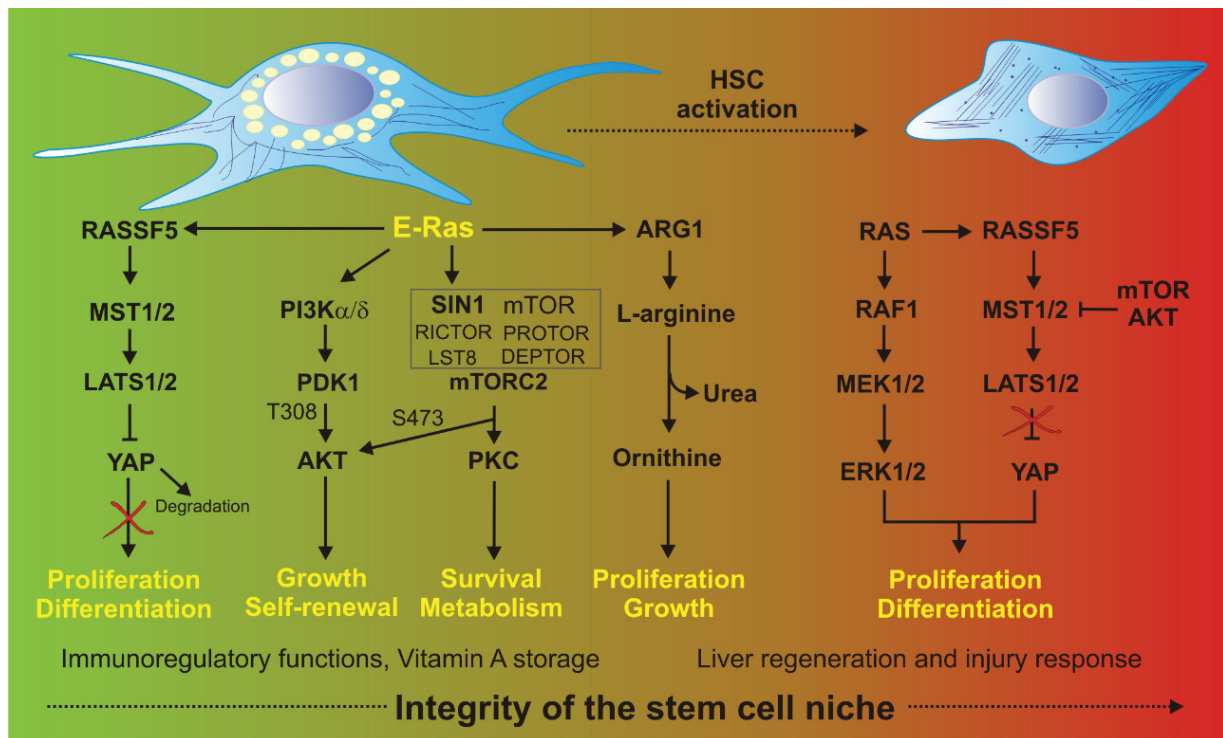 HSC
activation
RASSF5
E-Ras
ARG1
RAS
RASSF5
MST1/2
PI3Kα/δ
SIN1 mTOR
RICTOR PROTOR
LST8 DEPTOR
mTORC2
L-arginine
RAF1
MST1/2
mTOR
AKT
LATS1/2
PDK1
Urea
MEK1/2
LATS1/2
T308
S473
YAP
Degradation
AKT
PKC
Ornithine
ERK1/2
YAP
Proliferation
Differentiation
Growth
Self-renewal
Survival
Metabolism
Proliferation
Growth
Proliferation
Differentiation
Immunoregulatory functions, Vitamin A storage
Liver regeneration and injury response
Integrity of the stem cell niche